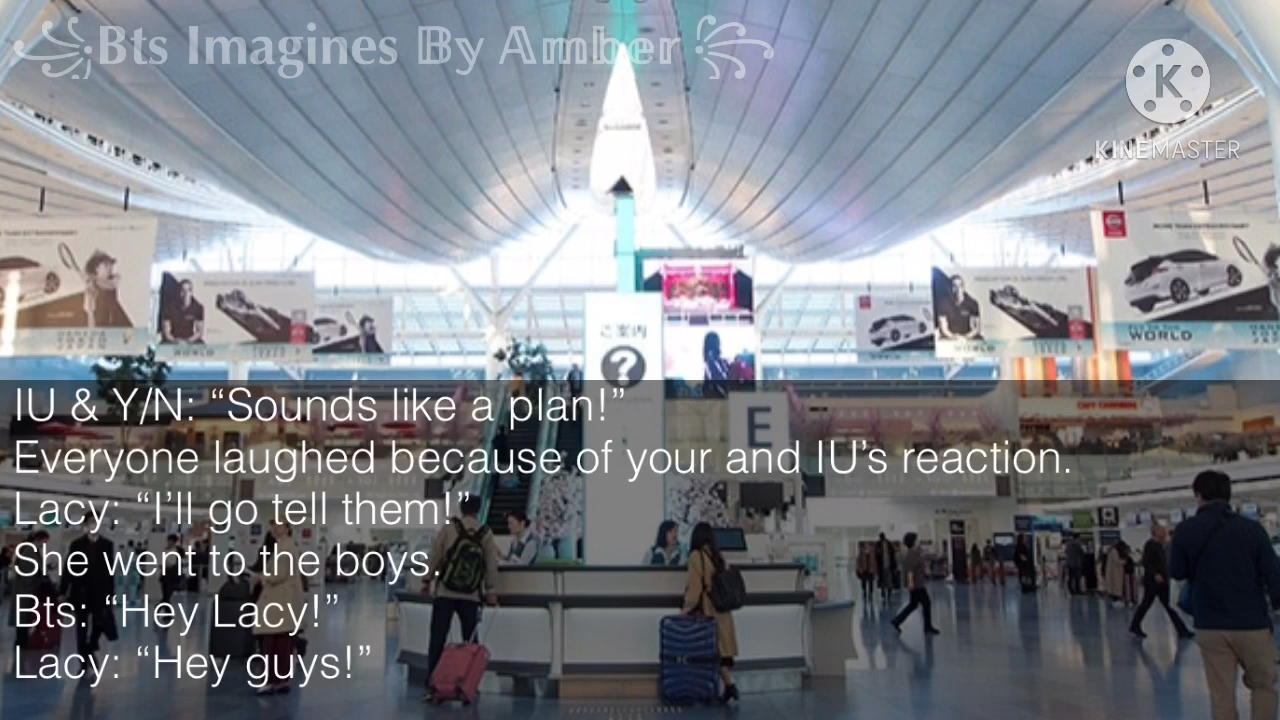 Bts Imagines By Amber
K
KINEMASTER
ご案内
?
WORLD
WORLD
E
IU & Y/N: “Sounds like a plan!”
Everyone laughed because of your and IU’s reaction.
Lacy: “I’ll go tell them!”
She went to the boys.
Bts: “Hey Lacy!”
Lacy: “Hey guys!”